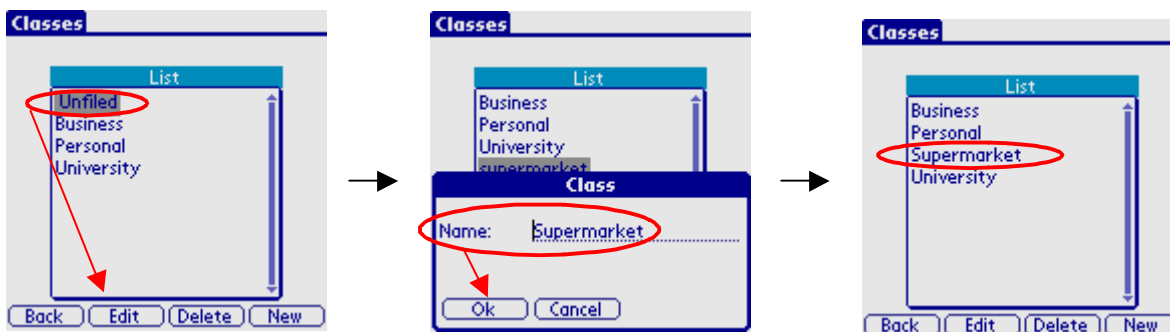 Classes
List
Unfiled
Business
Personal
University
Back Edit Delete New
Classes
List
Business
Personal
University
supermarket
Class
Name: Supermarket
Ok Cancel
Classes
List
Business
Personal
Supermarket
University
Back Edit Delete New